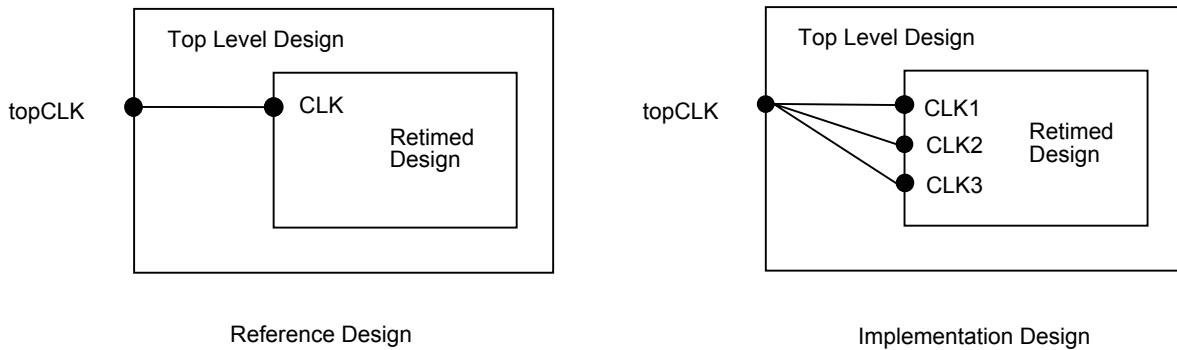 Top Level Design
topCLK
CLK
Retimed
Design
Reference Design
Top Level Design
topCLK
CLK1
CLK2
CLK3
Retimed
Design
Implementation Design